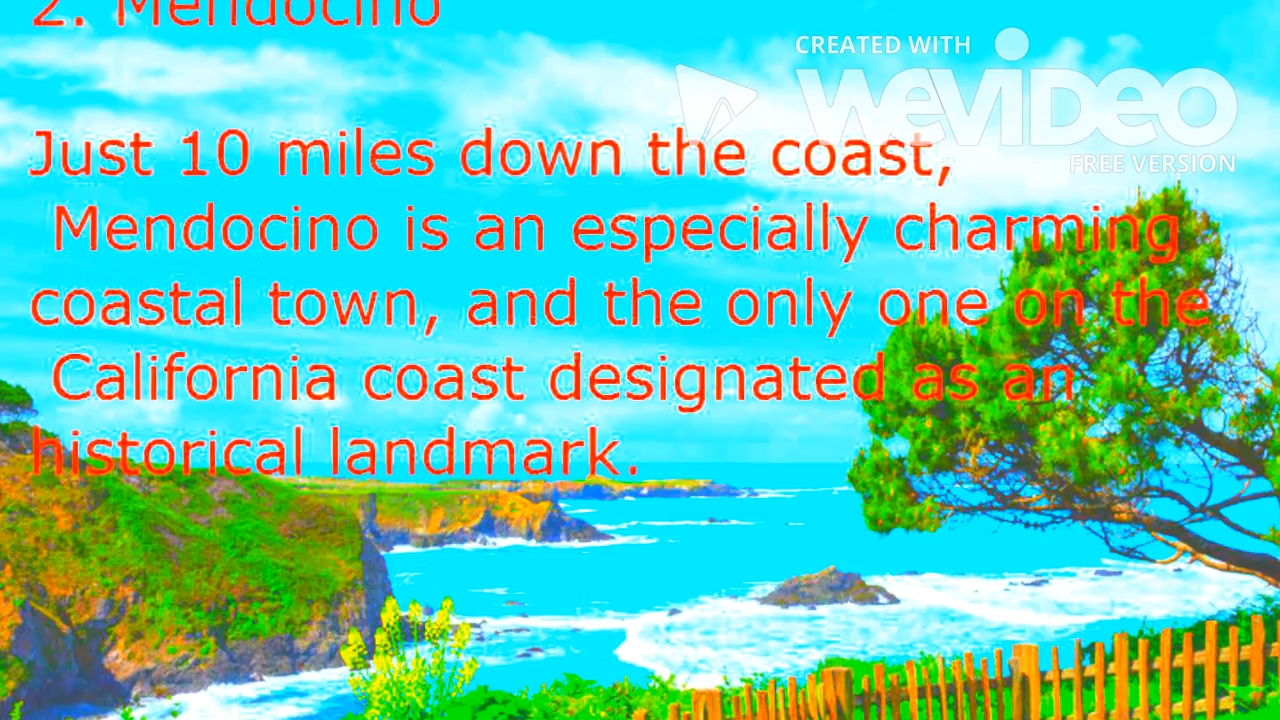 2. Mendocino
CREATED WITH
WEVIDEO
FREE VERSION
Just 10 miles down the coast,
Mendocino is an especially charming
coastal town, and the only one on the
California coast designated as an
historical landmark.